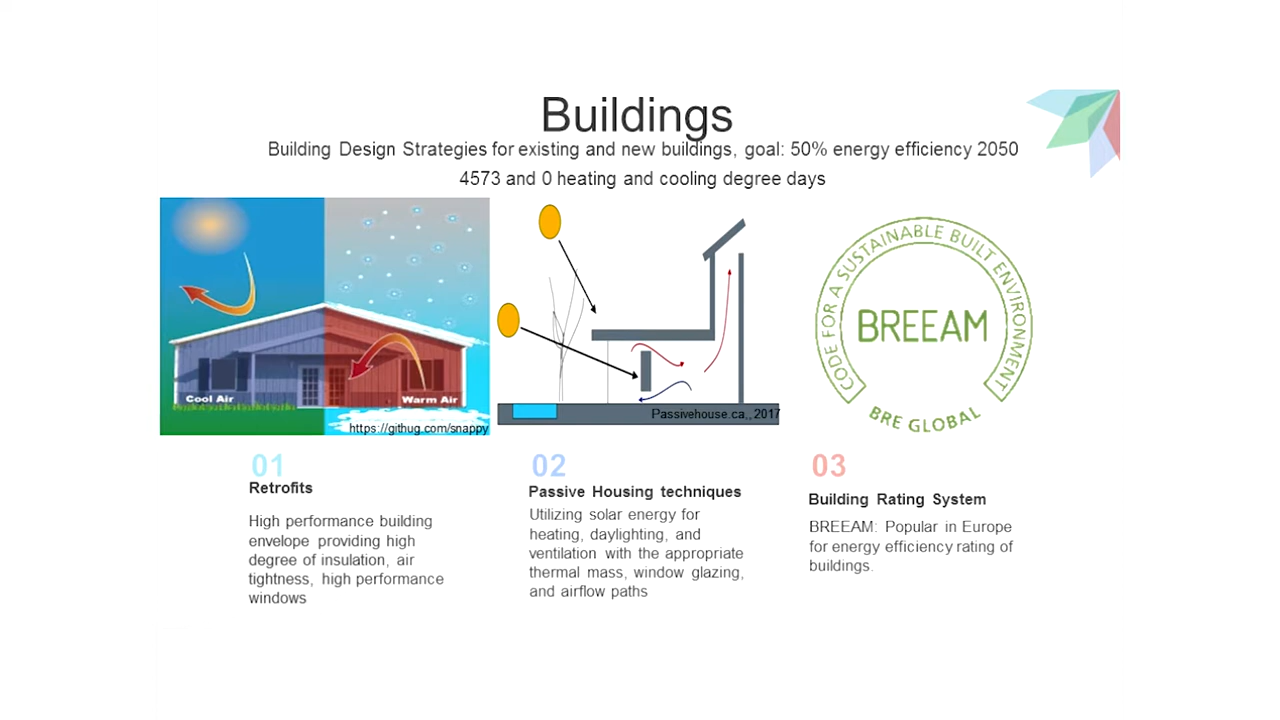 Buildings
Building Design Strategies for existing and new buildings, goal: 50% energy efficiency 2050
4573 and 0 heating and cooling degree days
Cool Air
Warm Air
https://githug.com/snappy
Passivehouse.ca,, 2017
CODE FOR A SUSTAINABLE BUILT ENVIRONMENT
BREEAM
BRE GLOBAL
01
Retrofits
High performance building
envelope providing high
degree of insulation, air
tightness, high performance
windows
02
Passive Housing techniques
Utilizing solar energy for
heating, daylighting, and
ventilation with the appropriate
thermal mass, window glazing,
and airflow paths
03
Building Rating System
BREEAM: Popular in Europe
for energy efficiency rating of
buildings.